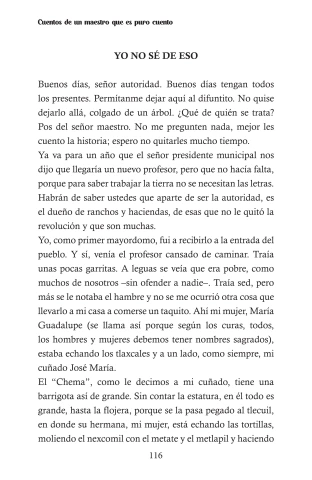 Cuentos de un maestro que es puro cuento
YO NO SÉ DE ESO
Buenos días, señor autoridad. Buenos días tengan todos
los presentes. Permítanme dejar aquí al difuntito. No quise
dejarlo allá, colgado de un árbol. ¿Qué de quién se trata?
Pos del señor maestro. No me pregunten nada, mejor les
cuento la historia; espero no quitarles mucho tiempo.
Ya va para un año que el señor presidente municipal nos
dijo que llegaría un nuevo profesor, pero que no hacía falta,
porque para saber trabajar la tierra no se necesitan las letras.
Habrán de saber ustedes que aparte de ser la autoridad, es
el dueño de ranchos y haciendas, de esas que no le quitó la
revolución y que son muchas.
Yo, como primer mayordomo, fui a recibirlo a la entrada del
pueblo. Y sí, venía el profesor cansado de caminar. Traía
unas pocas garritas. A leguas se veía que era pobre, como
muchos de nosotros –sin ofender a nadie–. Traía sed, pero
más se le notaba el hambre y no se me ocurrió otra cosa que
llevarlo a mi casa a comerse un taquito. Ahí mi mujer, María
Guadalupe (se llama así porque según los curas, todos,
los hombres y mujeres debemos tener nombres sagrados),
estaba echando los tlaxcales y a un lado, como siempre, mi
cuñado José María.
El “Chema”, como le decimos a mi cuñado, tiene una
barrigota así de grande. Sin contar la estatura, en él todo es
grande, hasta la flojera, porque se la pasa pegado al tlecuil,
en donde su hermana, mi mujer, está echando las tortillas,
moliendo el nexcomil con el metate y el metlapil y haciendo
116